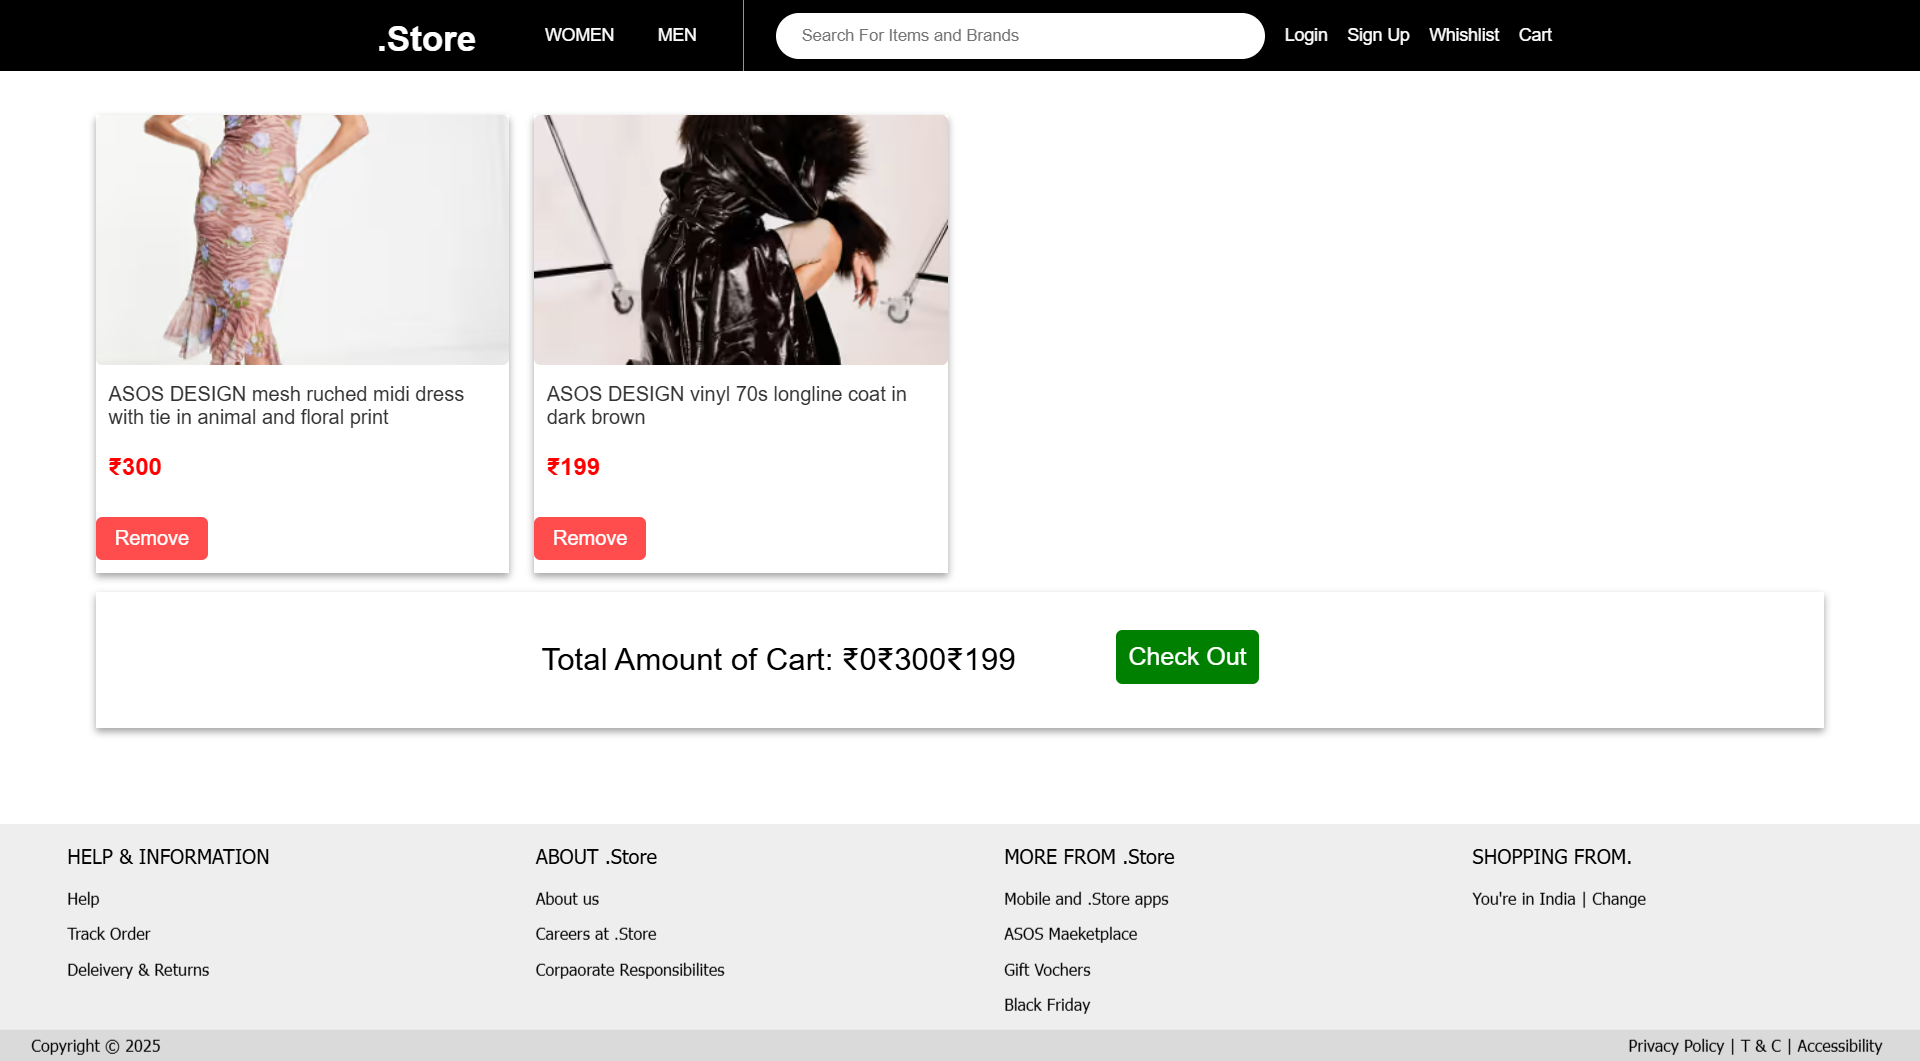 .Store
WOMEN
MEN
Search For Items and Brands
Login
Sign Up
Whishlist
Cart
ASOS DESIGN mesh ruched midi dress
with tie in animal and floral print
₹300
Remove
ASOS DESIGN vinyl 70s longline coat in
dark brown
₹199
Remove
Total Amount of Cart: ₹0₹300₹199
Check Out
HELP & INFORMATION
Help
Track Order
Deleivery & Returns
ABOUT .Store
About us
Careers at .Store
Corpaorate Responsibilites
MORE FROM .Store
Mobile and .Store apps
ASOS Maeketplace
Gift Vochers
Black Friday
SHOPPING FROM.
You're in India | Change
Copyright © 2025
Privacy Policy | T & C | Accessibility